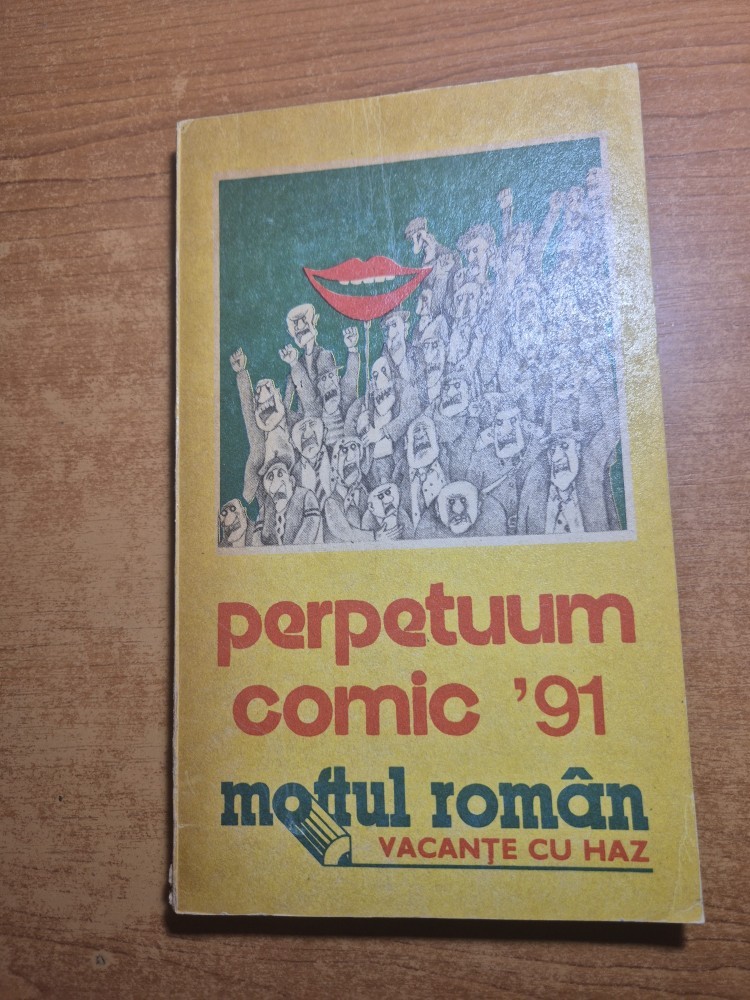 perpetuum
comic '91
moftul român
VACANȚE CU HAZ